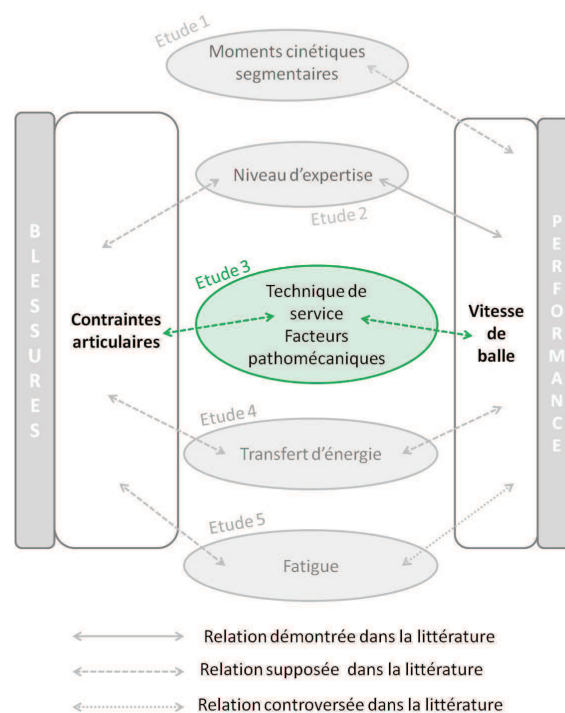 Etude 1
Moments cinétiques
segmentaires
Niveau d'expertise
Etude 2
BLESSURES
PERFORMANCE
Etude 3
Technique de
service
Facteurs
pathomécaniques
Contraintes
articulaires
Vitesse
de
balle
Etude 4
Transfert d'énergie
Etude 5
Fatigue
Relation démontrée dans la littérature
Relation supposée dans la littérature
Relation controversée dans la littérature